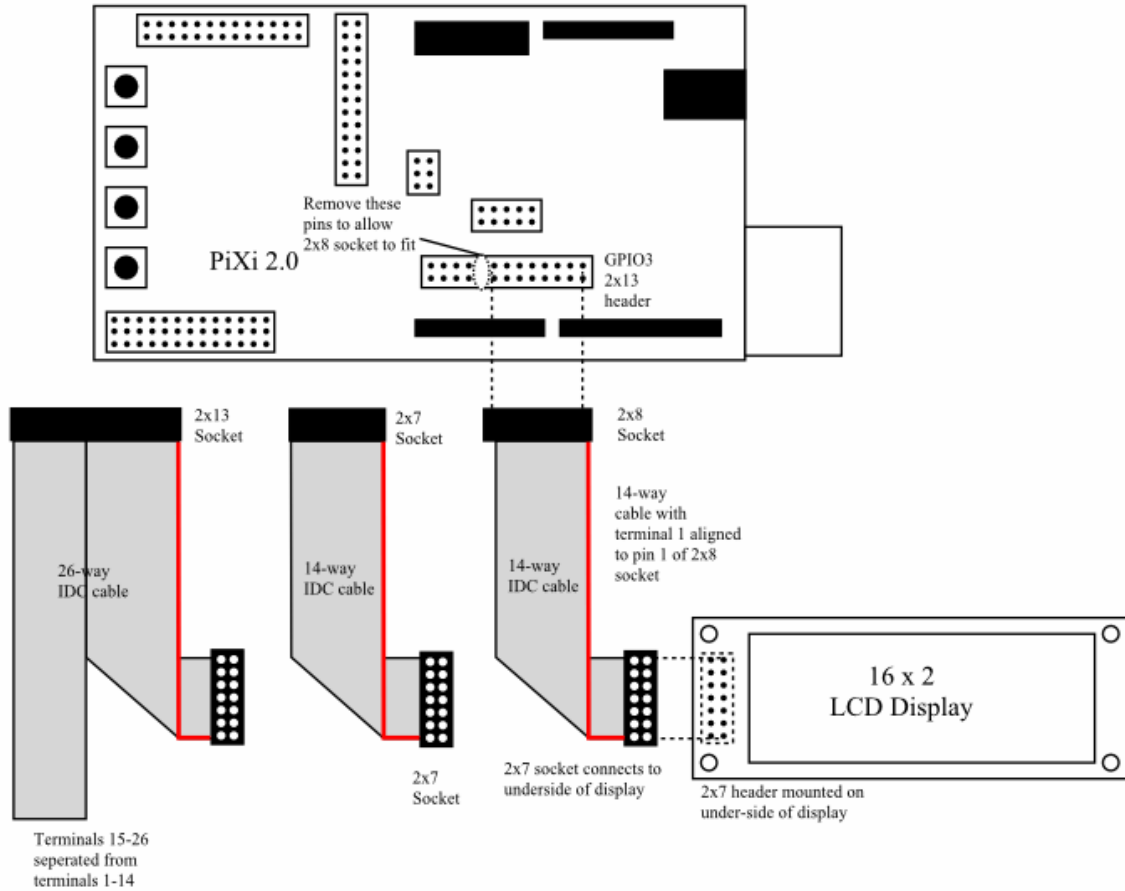 Remove these
pins to allow
2x8 socket to fit
PiXi 2.0
GPIO3
2x13
header
2x13
Socket
2x7
Socket
2x8
Socket
14-way
cable with
terminal 1 aligned
to pin 1 of 2x8
socket
26-way
IDC cable
14-way
IDC cable
14-way
IDC cable
16 x 2
LCD Display
2x7
Socket
2x7 socket connects to
underside of display
2x7 header mounted on
under-side of display
Terminals 15-26
seperated from
terminals 1-14